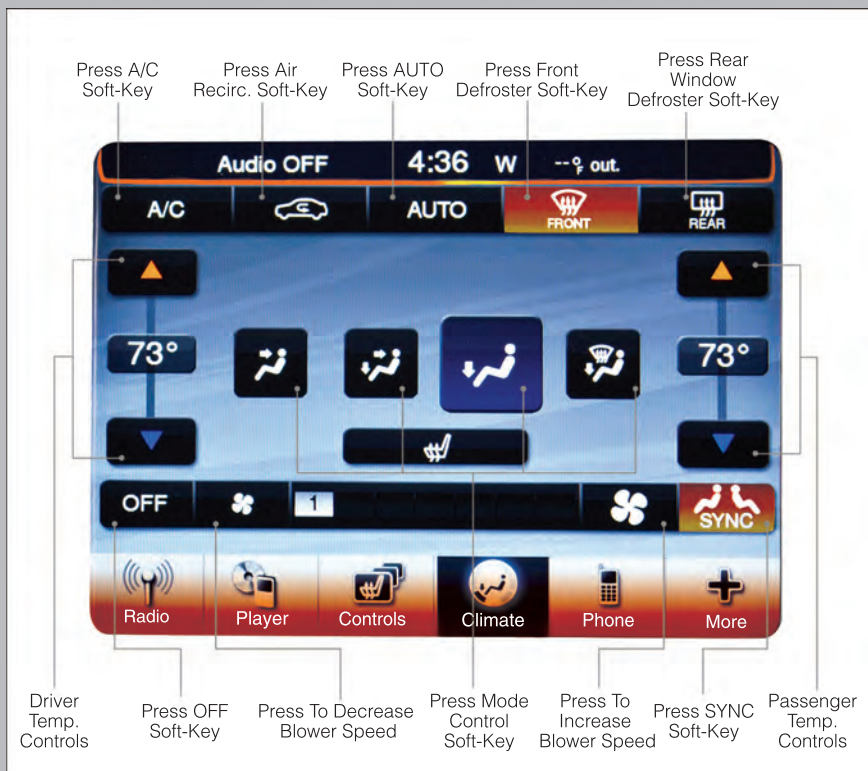 Press A/C
Soft-Key
Press Air
Recirc. Soft-Key
Press AUTO
Soft-Key
Press Front
Defroster Soft-Key
Press Rear
Window
Defroster Soft-Key
Audio OFF 4:36 W --°F out.
A/C AUTO FRONT REAR
73° 73°
OFF 1 SYNC
Radio Player Controls Climate Phone More
Driver
Temp.
Controls
Press OFF
Soft-Key
Press To Decrease
Blower Speed
Press Mode
Control
Soft-Key
Press To
Increase
Blower Speed
Press SYNC
Soft-Key
Passenger
Temp.
Controls